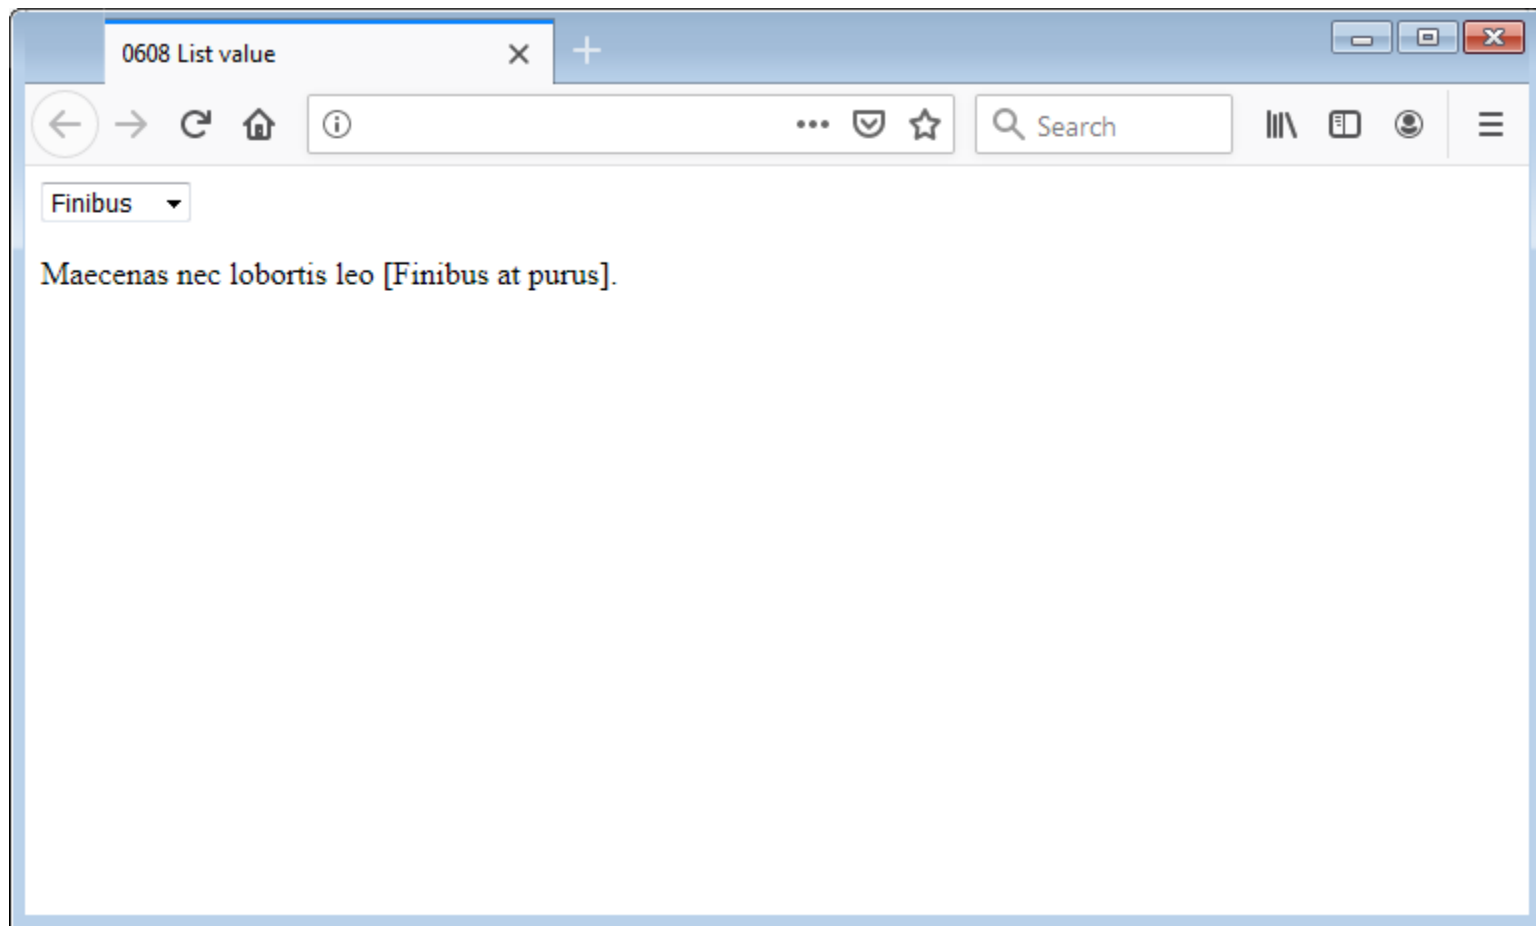 0608 List value
Search
Finibus
Maecenas nec lobortis leo [Finibus at purus].